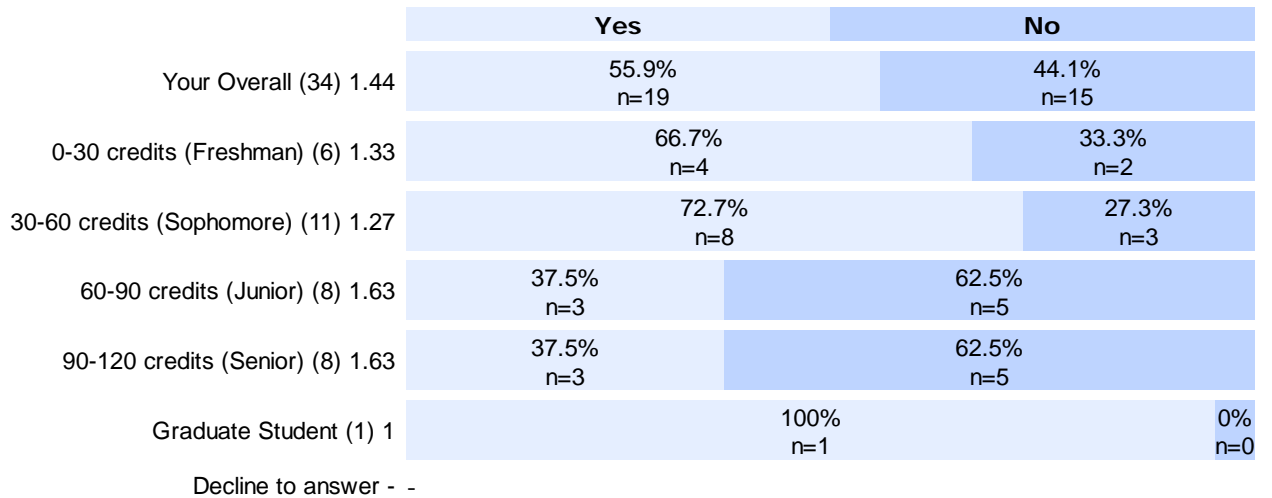 Yes No
Your Overall (34) 1.44 55.9% 44.1%
n=19 n=15
0-30 credits (Freshman) (6) 1.33 66.7% 33.3%
n=4 n=2
30-60 credits (Sophomore) (11) 1.27 72.7% 27.3%
n=8 n=3
60-90 credits (Junior) (8) 1.63 37.5% 62.5%
n=3 n=5
90-120 credits (Senior) (8) 1.63 37.5% 62.5%
n=3 n=5
Graduate Student (1) 1 100% 0%
n=1 n=0
Decline to answer - -